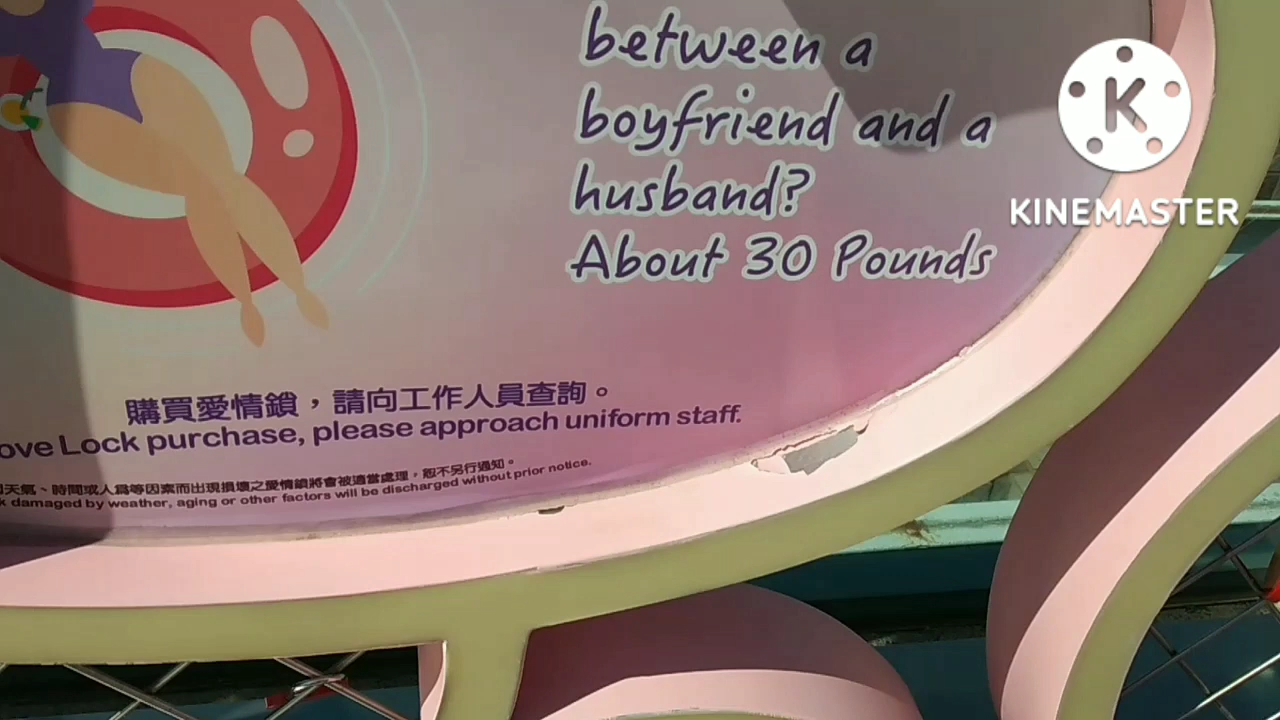 between a
boyfriend and a
husband?
About 30 Pounds
K
KINEMASTER
購買愛情鎖，請向工作人員查詢。
ove Lock purchase, please approach uniform staff.
天氣、時間或人為等因素而出現損壞之愛情鎖將會被適當處理，恕不另行通知。
k damaged by weather, aging or other factors will be discharged without prior notice.